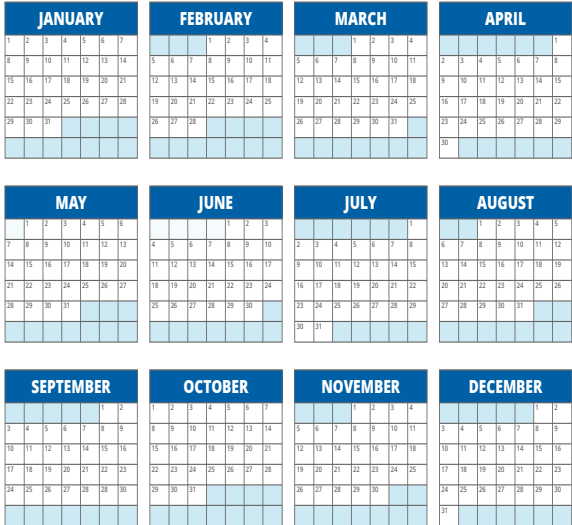 JANUARY
1 2 3 4 5 6 7
8 9 10 11 12 13 14
15 16 17 18 19 20 21
22 23 24 25 26 27 28
29 30 31
FEBRUARY
1 2 3 4
5 6 7 8 9 10 11
12 13 14 15 16 17 18
19 20 21 22 23 24 25
26 27 28
MARCH
1 2 3 4
5 6 7 8 9 10 11
12 13 14 15 16 17 18
19 20 21 22 23 24 25
26 27 28 29 30 31
APRIL
1
2 3 4 5 6 7 8
9 10 11 12 13 14 15
16 17 18 19 20 21 22
23 24 25 26 27 28 29
30
MAY
1 2 3 4 5 6
7 8 9 10 11 12 13
14 15 16 17 18 19 20
21 22 23 24 25 26 27
28 29 30 31
JUNE
1 2 3
4 5 6 7 8 9 10
11 12 13 14 15 16 17
18 19 20 21 22 23 24
25 26 27 28 29 30
JULY
1
2 3 4 5 6 7 8
9 10 11 12 13 14 15
16 17 18 19 20 21 22
23 24 25 26 27 28 29
30 31
AUGUST
1 2 3 4 5
6 7 8 9 10 11 12
13 14 15 16 17 18 19
20 21 22 23 24 25 26
27 28 29 30 31
SEPTEMBER
1 2
3 4 5 6 7 8 9
10 11 12 13 14 15 16
17 18 19 20 21 22 23
24 25 26 27 28 29 30
OCTOBER
1 2 3 4 5 6 7
8 9 10 11 12 13 14
15 16 17 18 19 20 21
22 23 24 25 26 27 28
29 30 31
NOVEMBER
1 2 3 4
5 6 7 8 9 10 11
12 13 14 15 16 17 18
19 20 21 22 23 24 25
26 27 28 29 30
DECEMBER
1 2
3 4 5 6 7 8 9
10 11 12 13 14 15 16
17 18 19 20 21 22 23
24 25 26 27 28 29 30
31